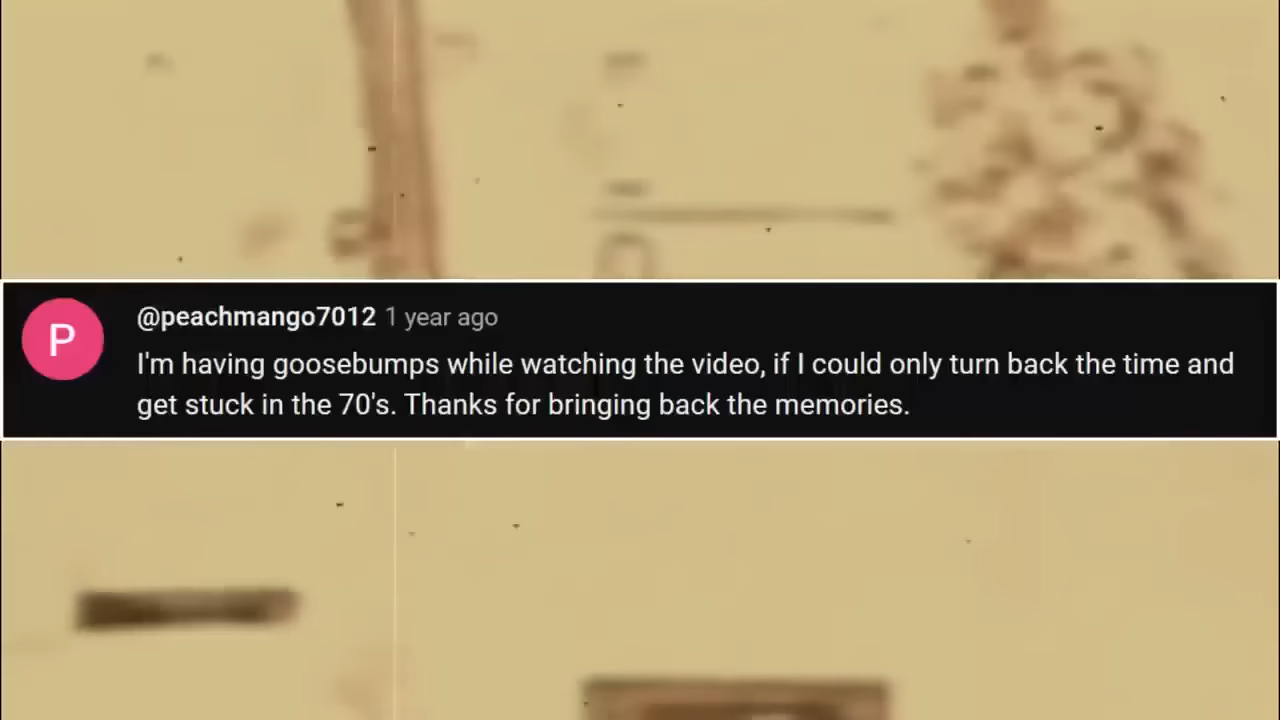 P
@peachmango7012 1 year ago
I'm having goosebumps while watching the video, if I could only turn back the time and
get stuck in the 70's. Thanks for bringing back the memories.